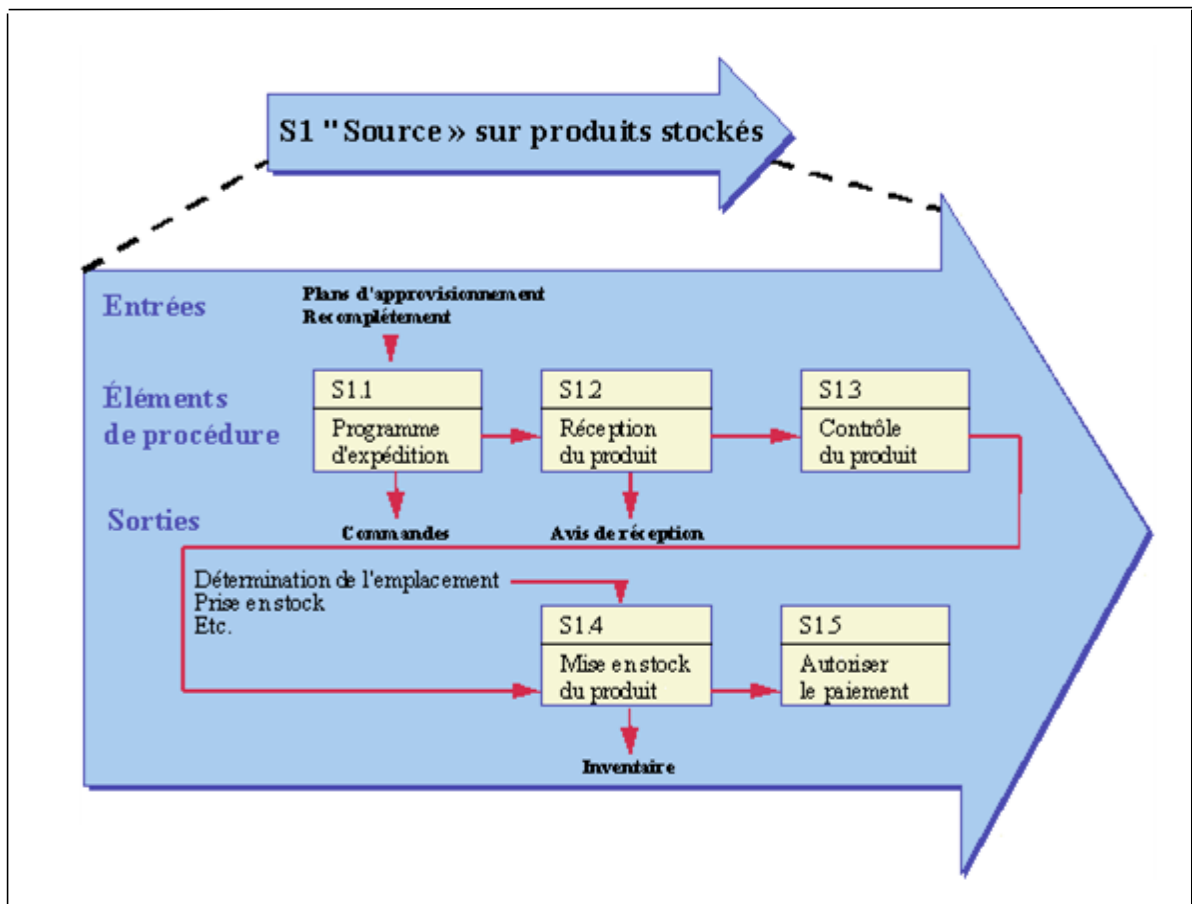 S1 "Source» sur produits stockés
Entrées
Plans d'approvisionnement
Recomplétement
Éléments
de procédure
S1.1
Programme
d'expédition
S1.2
Réception
du produit
S1.3
Contrôle
du produit
Sorties
Commandes
Avis de réception
Détermination de l'emplacement
Prise en stock
Etc.
S1.4
Mise en stock
du produit
S1.5
Autoriser
le paiement
Inventaire